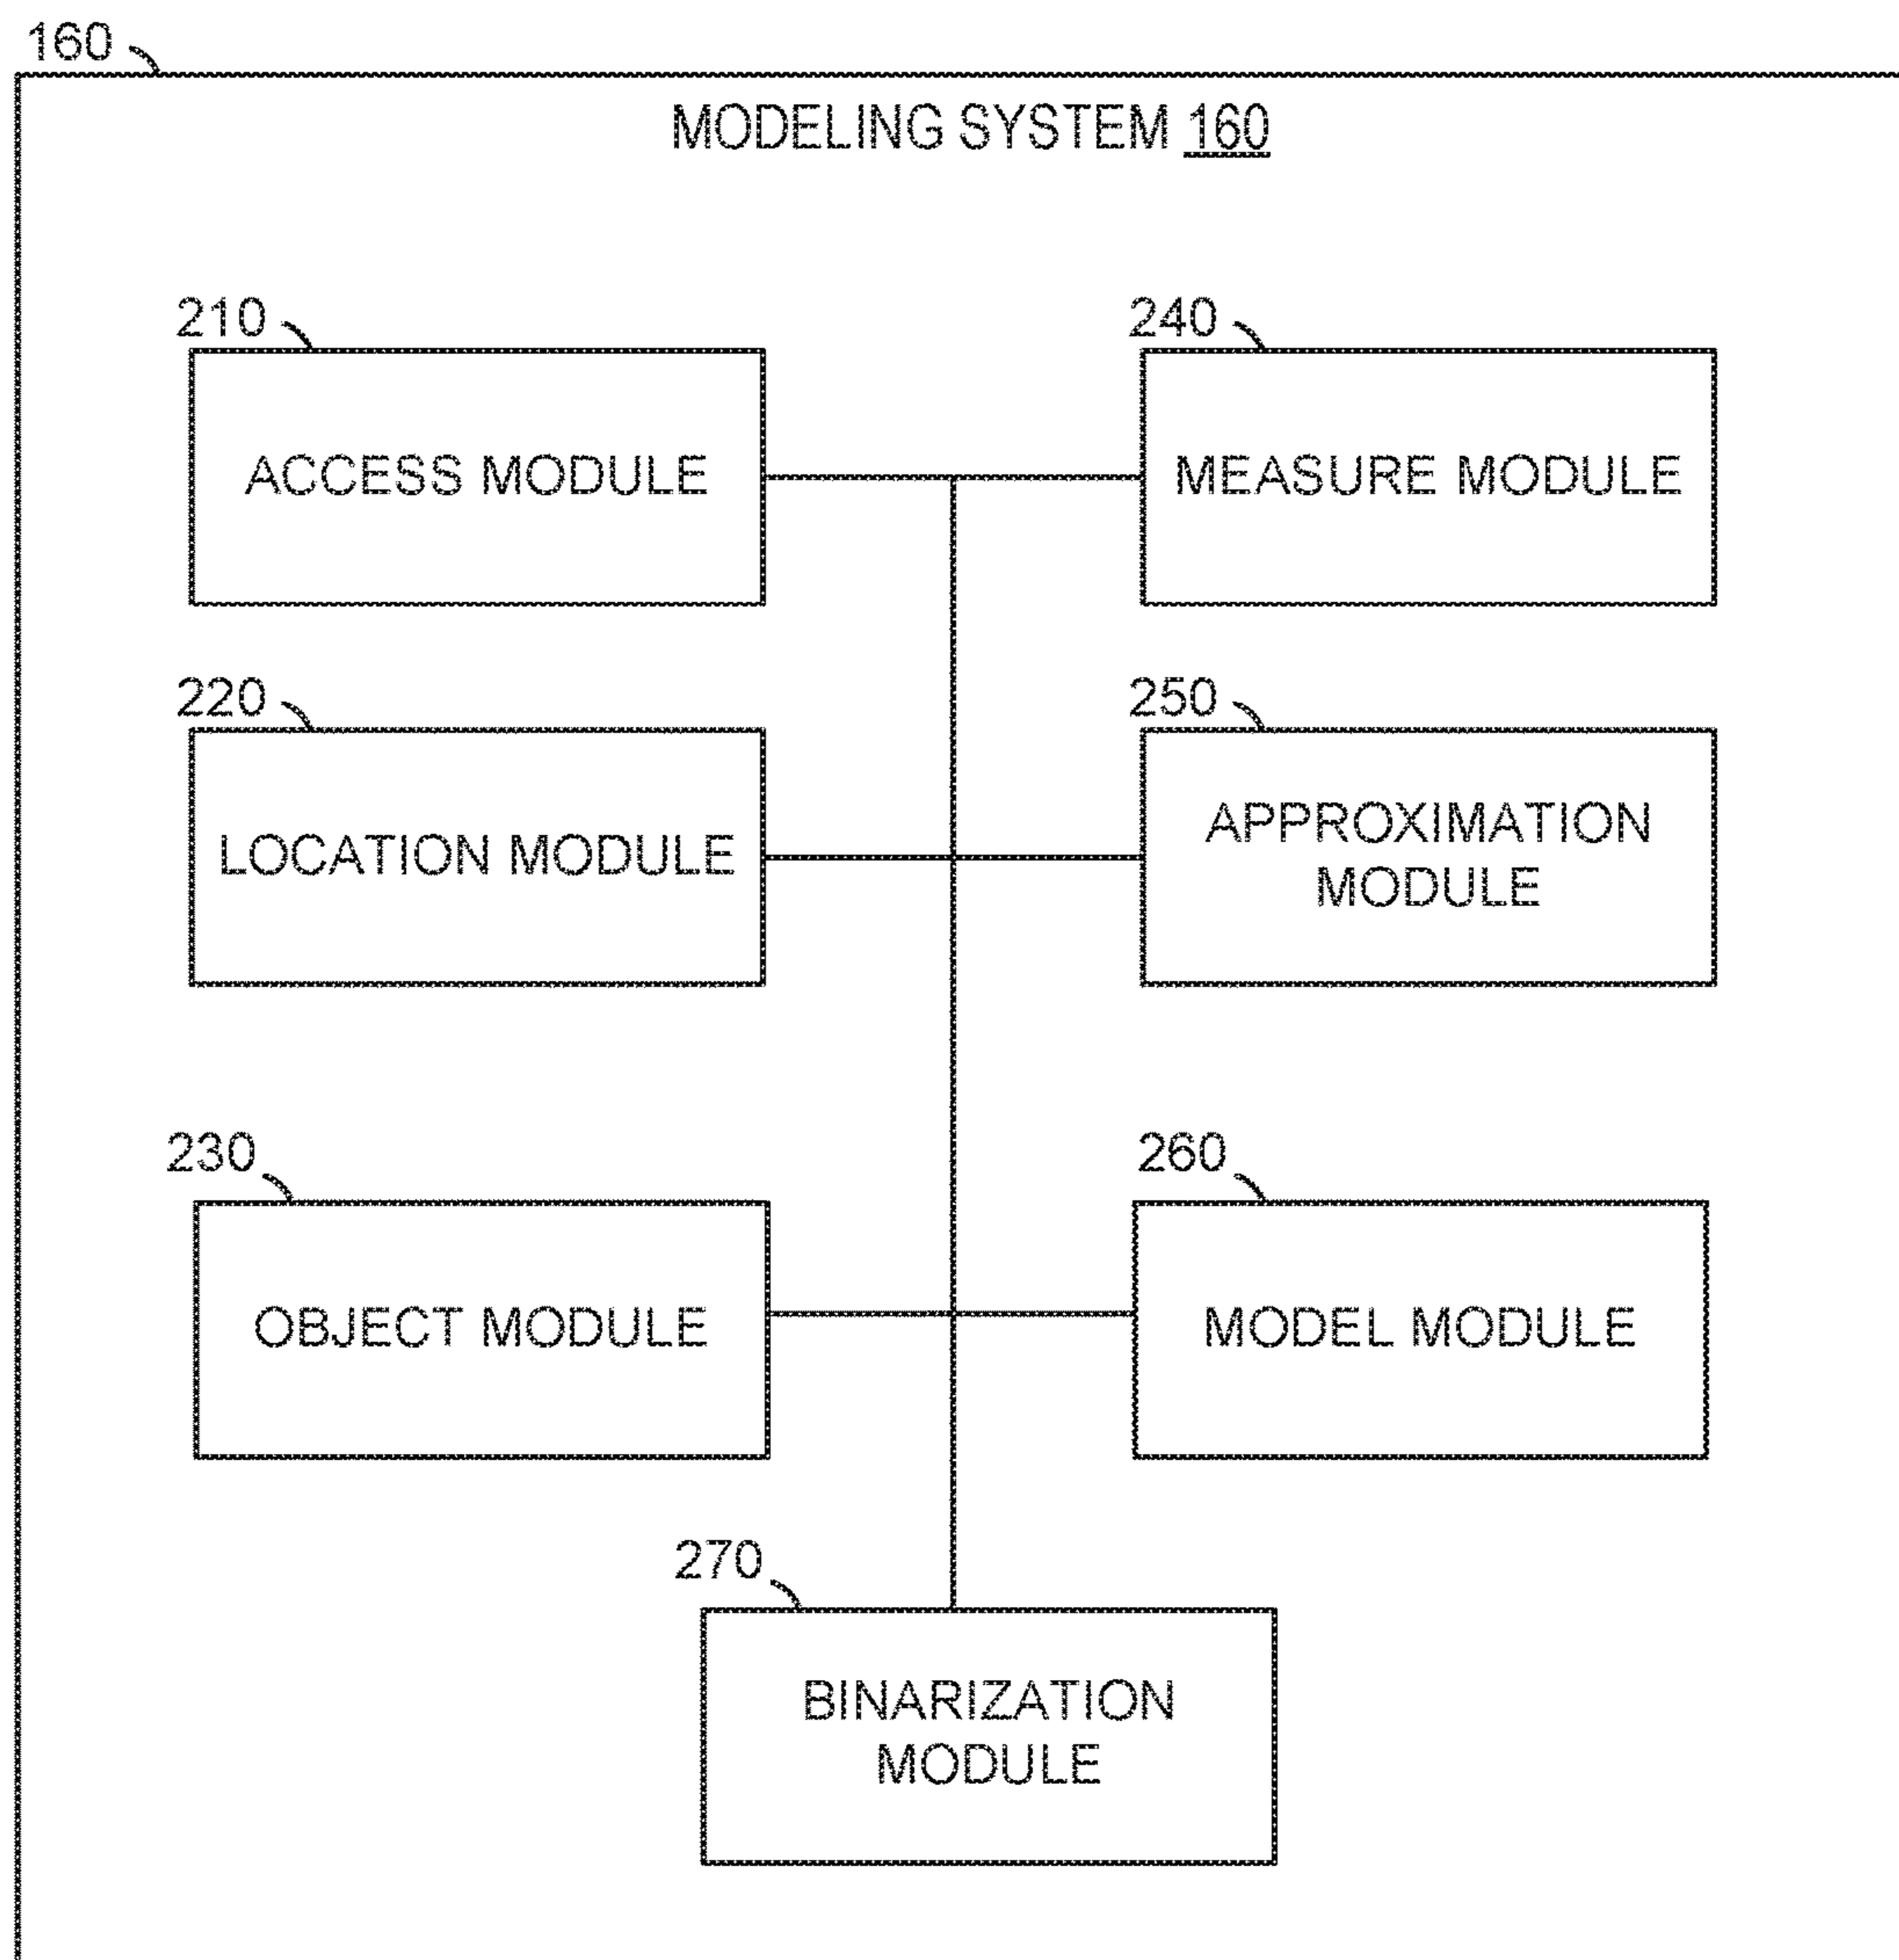 160
MODELING SYSTEM 160
210
ACCESS MODULE
240
MEASURE MODULE
220
LOCATION MODULE
250
APPROXIMATION
MODULE
230
OBJECT MODULE
260
MODEL MODULE
270
BINARIZATION
MODULE